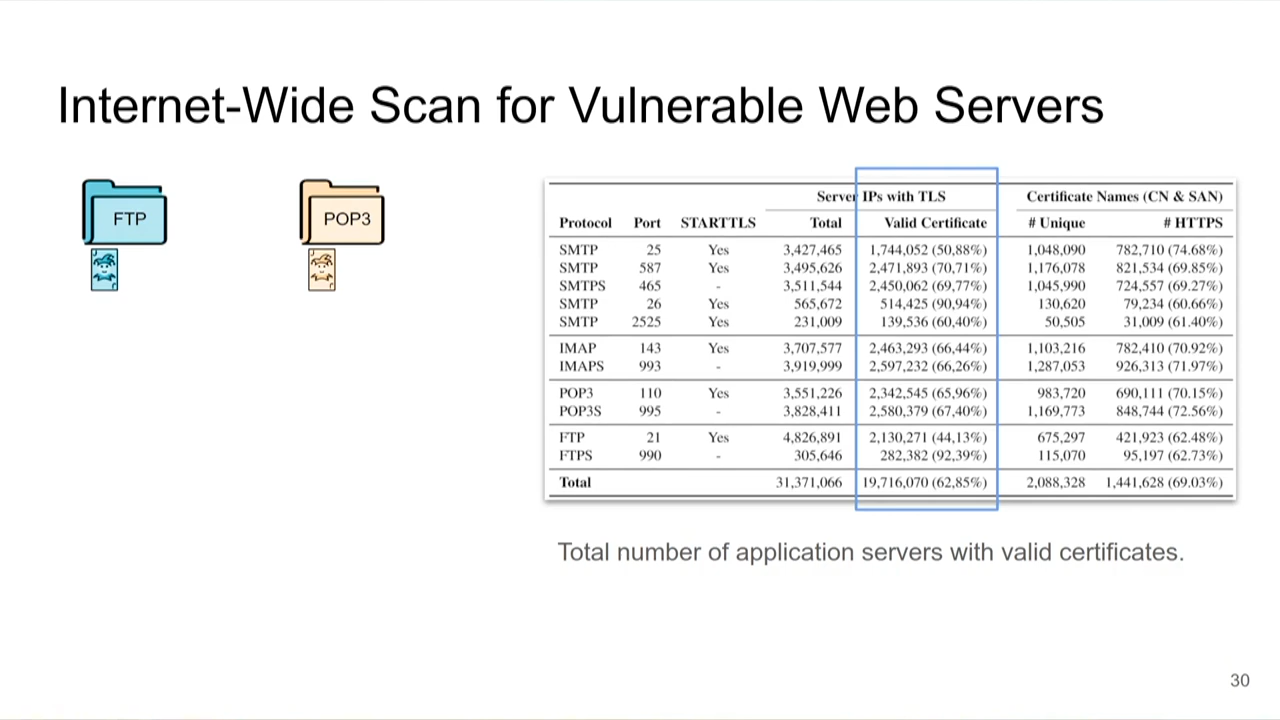 Internet-Wide Scan for Vulnerable Web Servers
FTP
POP3
Server IPs with TLS Certificate Names (CN & SAN)
Protocol Port STARTTLS Total Valid Certificate # Unique # HTTPS
SMTP 25 Yes 3,427,465 1,744,052 (50,88%) 1,048,090 782,710 (74.68%)
SMTP 587 Yes 3,495,626 2,471,893 (70,71%) 1,176,078 821,534 (69.85%)
SMTPS 465 - 3,511,544 2,450,062 (69,77%) 1,045,990 724,557 (69.27%)
SMTP 26 Yes 565,672 514,425 (90,94%) 130,620 79,234 (60.66%)
SMTP 2525 Yes 231,009 139,536 (60,40%) 50,505 31,009 (61.40%)
IMAP 143 Yes 3,707,577 2,463,293 (66,44%) 1,103,216 782,410 (70.92%)
IMAPS 993 - 3,919,999 2,597,232 (66,26%) 1,287,053 926,313 (71.97%)
POP3 110 Yes 3,551,226 2,342,545 (65,96%) 983,720 690,111 (70.15%)
POP3S 995 - 3,828,411 2,580,379 (67,40%) 1,169,773 848,744 (72.56%)
FTP 21 Yes 4,826,891 2,130,271 (44,13%) 675,297 421,923 (62.48%)
FTPS 990 - 305,646 282,382 (92,39%) 115,070 95,197 (62.73%)
Total 31,371,066 19,716,070 (62,85%) 2,088,328 1,441,628 (69.03%)
Total number of application servers with valid certificates.
30